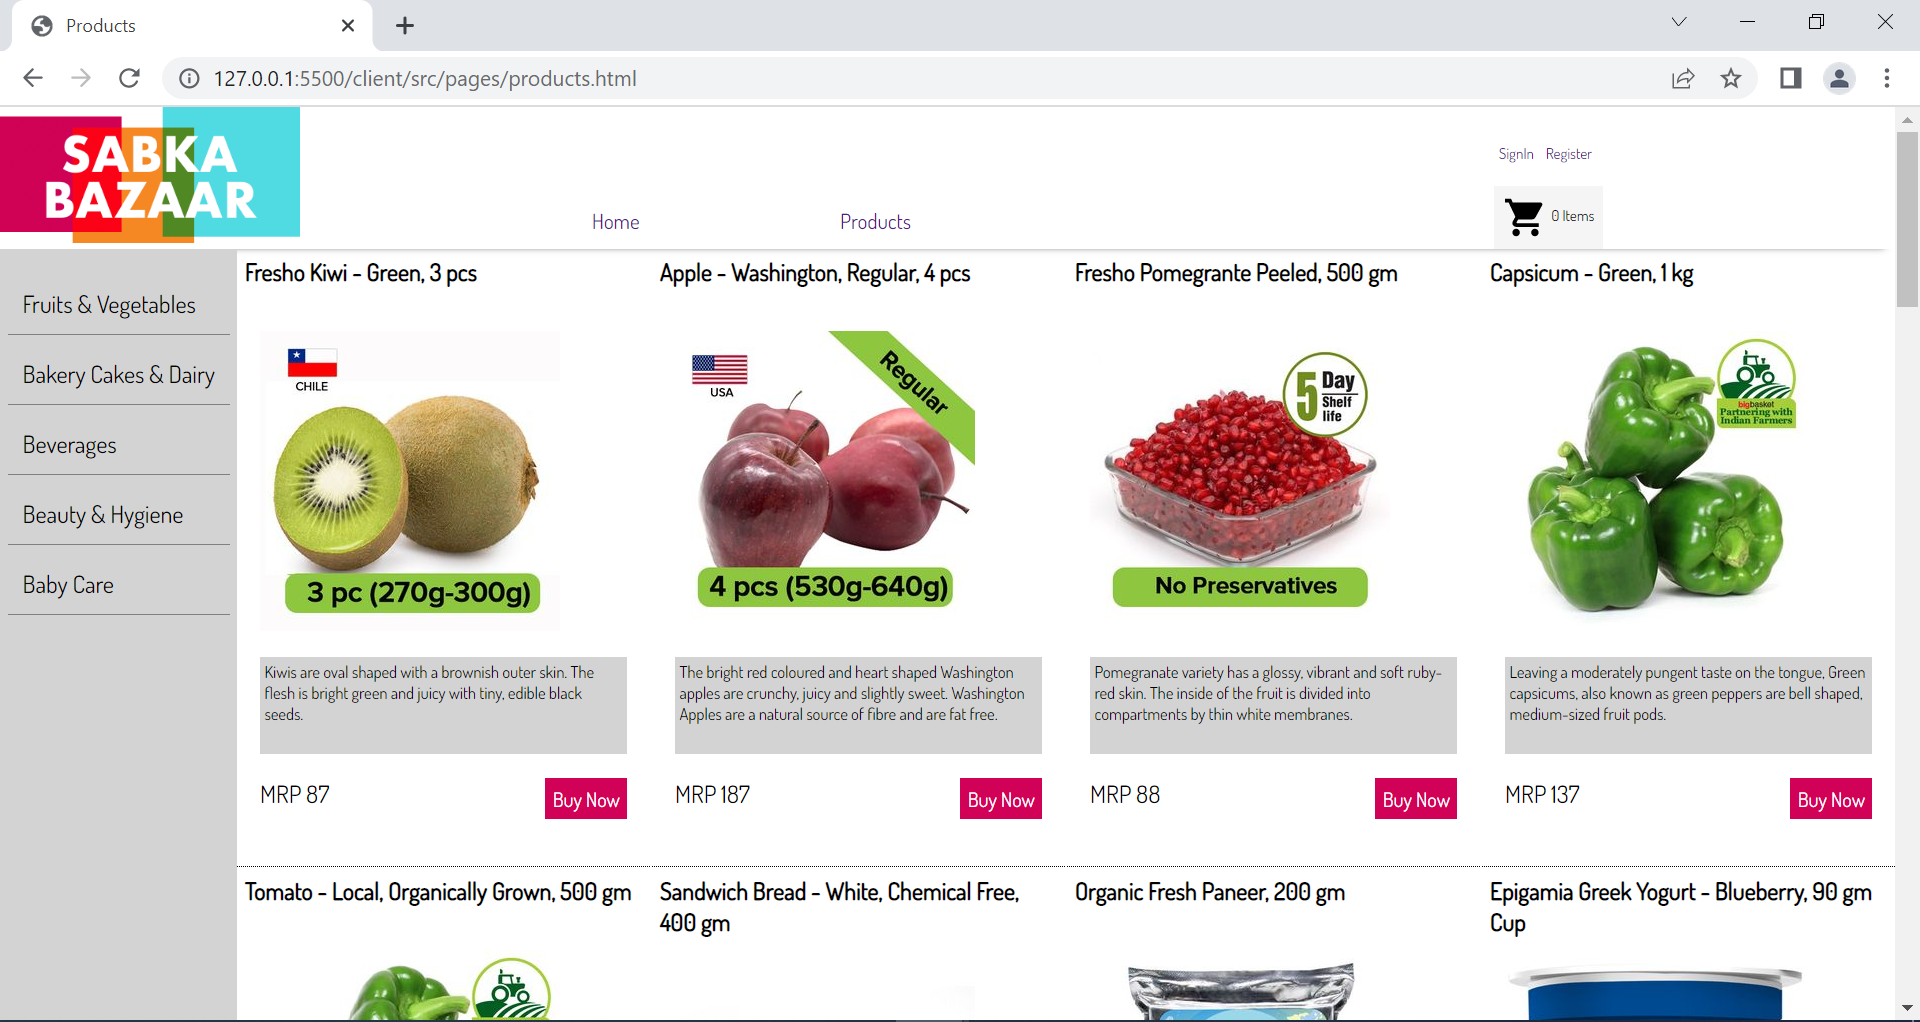 Products
127.0.0.1:5500/client/src/pages/products.html
SABKA
BAZAAR
SignIn Register
Home Products
0 Items
Fruits & Vegetables
Bakery Cakes & Dairy
Beverages
Beauty & Hygiene
Baby Care
Fresho Kiwi - Green, 3 pcs
CHILE
3 pc (270g-300g)
Kiwis are oval shaped with a brownish outer skin. The
flesh is bright green and juicy with tiny, edible black
seeds.
MRP 87
Buy Now
Apple - Washington, Regular, 4 pcs
USA
Regular
4 pcs (530g-640g)
The bright red coloured and heart shaped Washington
apples are crunchy, juicy and slightly sweet. Washington
Apples are a natural source of fibre and are fat free.
MRP 187
Buy Now
Fresho Pomegrante Peeled, 500 gm
5 Day
Shelf
life
No Preservatives
Pomegranate variety has a glossy, vibrant and soft ruby-
red skin. The inside of the fruit is divided into
compartments by thin white membranes.
MRP 88
Buy Now
Capsicum - Green, 1 kg
bigbasket
Partnering with
Indian Farmers
Leaving a moderately pungent taste on the tongue, Green
capsicums, also known as green peppers are bell shaped,
medium-sized fruit pods.
MRP 137
Buy Now
Tomato - Local, Organically Grown, 500 gm
Sandwich Bread - White, Chemical Free,
400 gm
Organic Fresh Paneer, 200 gm
Epigamia Greek Yogurt - Blueberry, 90 gm
Cup